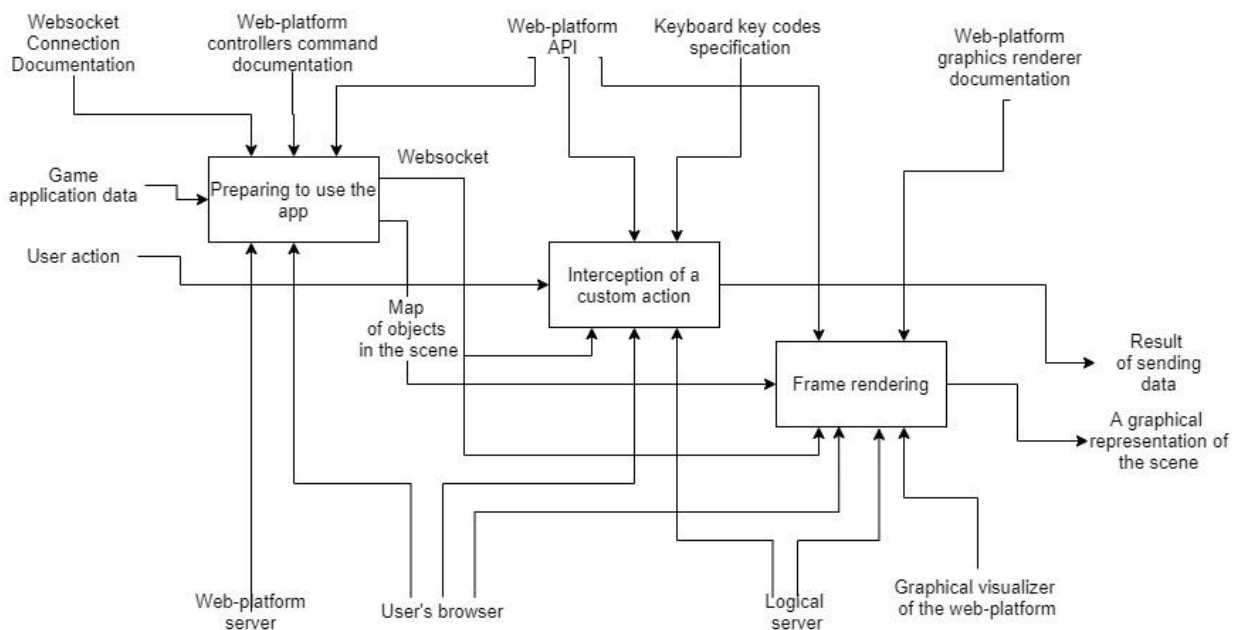 Websocket
Connection
Documentation
Web-platform
controllers command
documentation
Web-platform
API
Keyboard key codes
specification
Web-platform
graphics renderer
documentation
Game
application data
Preparing to use the
app
Websocket
User action
Interception of a
custom action
Map
of objects
in the scene
Frame rendering
Result
of sending
data
A graphical
representation of
the scene
Web-platform
server
User's browser
Logical
server
Graphical visualizer
of the web-platform